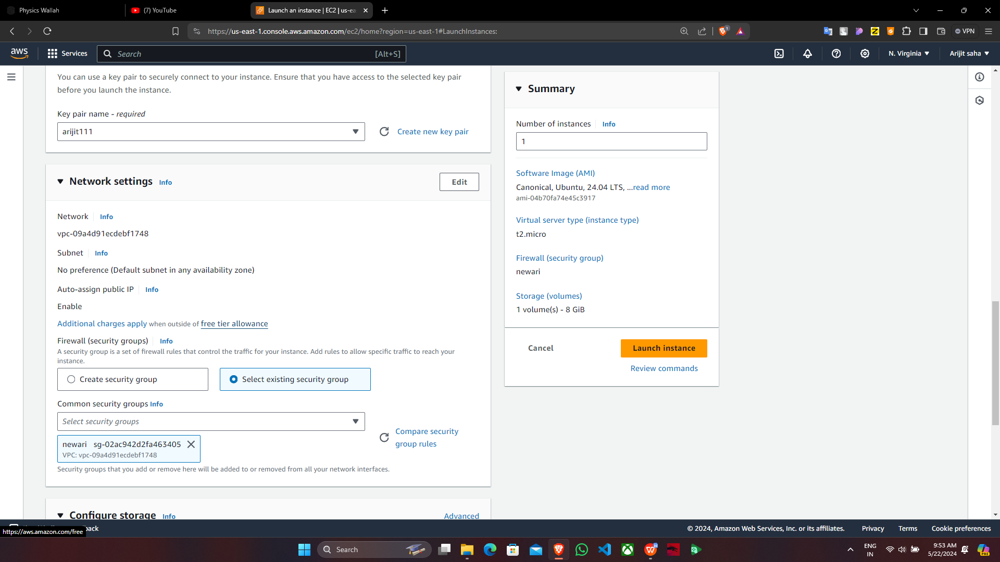 Physics Wallah
(7) YouTube
Launch an instance | EC2 | us-ea
https://us-east-1.console.aws.amazon.com/ec2/home?region=us-east-1#LaunchInstances:
1
VPN
aws
Services
Search
[Alt+S]
N. Virginia
Arijit saha
You can use a key pair to securely connect to your instance. Ensure that you have access to the selected key pair
before you launch the instance.
Key pair name - required
arijit111
Create new key pair
Network settings Info
Edit
Network Info
vpc-09a4d91ecdebf1748
Subnet Info
No preference (Default subnet in any availability zone)
Auto-assign public IP Info
Enable
Additional charges apply when outside of free tier allowance
Firewall (security groups) Info
A security group is a set of firewall rules that control the traffic for your instance. Add rules to allow specific traffic to reach your
instance.
Create security group
Select existing security group
Common security groups Info
Select security groups
newari sg-02ac942d2fa463405
VPC: vpc-09a4d91ecdebf1748
Compare security
group rules
Security groups that you add or remove here will be added to or removed from all your network interfaces.
Configure storage Info
Advanced
Summary
Number of instances Info
1
Software Image (AMI)
Canonical, Ubuntu, 24.04 LTS, ...read more
ami-04b70fa74e45c3917
Virtual server type (instance type)
t2.micro
Firewall (security group)
newari
Storage (volumes)
1 volume(s) - 8 GiB
Cancel
Launch instance
Review commands
back
https://aws.amazon.com/free
© 2024, Amazon Web Services, Inc. or its affiliates.
Privacy
Terms
Cookie preferences
Search
ENG
IN
9:53 AM
5/22/2024
PRE